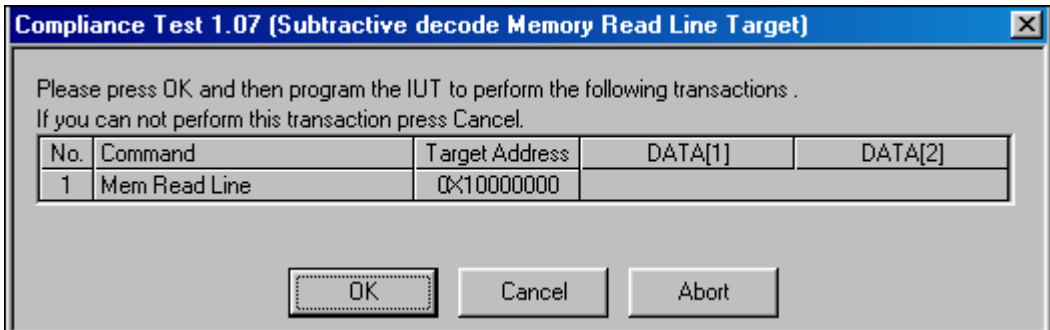 Compliance Test 1.07 (Subtractive decode Memory Read Line Target)
Please press OK and then program the IUT to perform the following transactions .
If you can not perform this transaction press Cancel.
No. Command Target Address DATA[1] DATA[2]
1 Mem Read Line 0X10000000
OK Cancel Abort